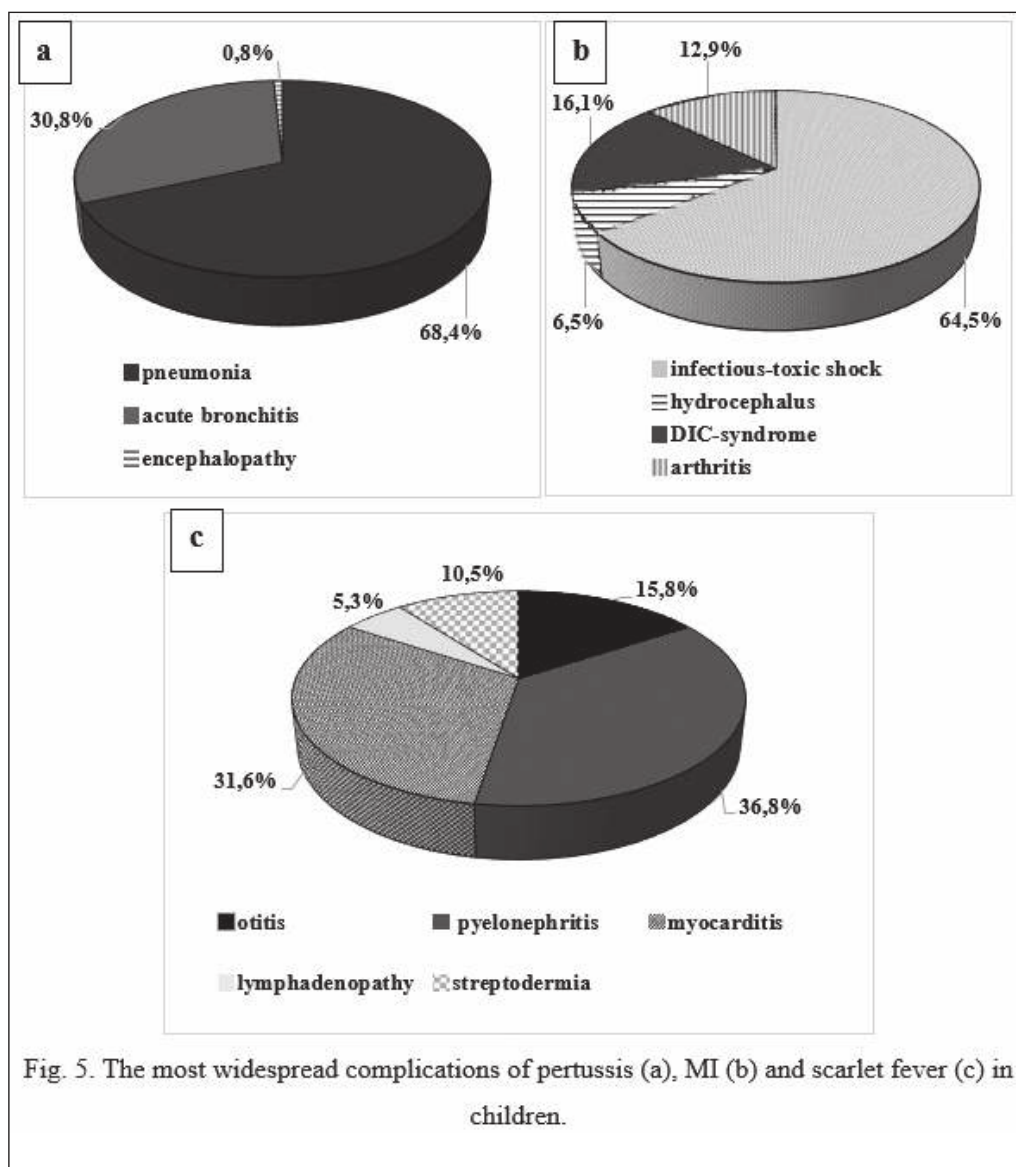 a
0,8%
30,8%
68,4%
pneumonia
acute bronchitis
encephalopathy
b
12,9%
16,1%
6,5%
64,5%
infectious-toxic shock
hydrocephalus
DIC-syndrome
arthritis
c
10,5%
15,8%
5,3%
31,6%
36,8%
otitis pyelonephritis myocarditis
lymphadenopathy streptodermia
Fig. 5. The most widespread complications of pertussis (a), MI (b) and scarlet fever (c) in
children.